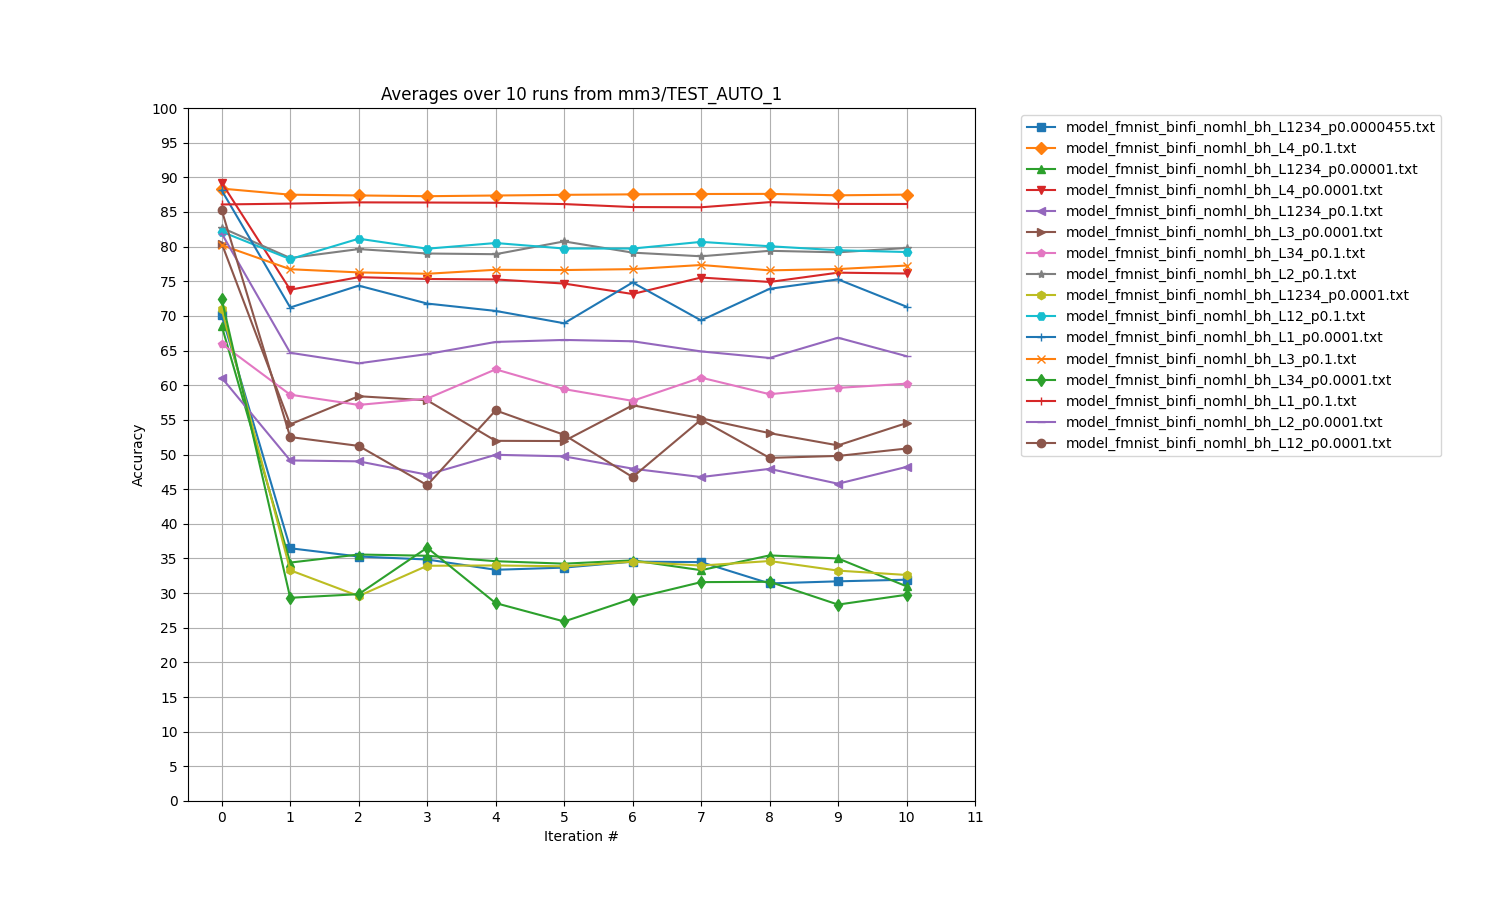 Averages over 10 runs from mm3/TEST_AUTO_1
100
95
90
85
80
75
70
65
60
55
50
45
40
35
30
25
20
15
10
5
0
Accuracy
0 1 2 3 4 5 6 7 8 9 10 11
Iteration #
model_fmnist_binfi_nomhl_bh_L1234_p0.0000455.txt
model_fmnist_binfi_nomhl_bh_L4_p0.1.txt
model_fmnist_binfi_nomhl_bh_L1234_p0.00001.txt
model_fmnist_binfi_nomhl_bh_L4_p0.0001.txt
model_fmnist_binfi_nomhl_bh_L1234_p0.1.txt
model_fmnist_binfi_nomhl_bh_L3_p0.0001.txt
model_fmnist_binfi_nomhl_bh_L34_p0.1.txt
model_fmnist_binfi_nomhl_bh_L2_p0.1.txt
model_fmnist_binfi_nomhl_bh_L1234_p0.0001.txt
model_fmnist_binfi_nomhl_bh_L12_p0.1.txt
model_fmnist_binfi_nomhl_bh_L1_p0.0001.txt
model_fmnist_binfi_nomhl_bh_L3_p0.1.txt
model_fmnist_binfi_nomhl_bh_L34_p0.0001.txt
model_fmnist_binfi_nomhl_bh_L1_p0.1.txt
model_fmnist_binfi_nomhl_bh_L2_p0.0001.txt
model_fmnist_binfi_nomhl_bh_L12_p0.0001.txt